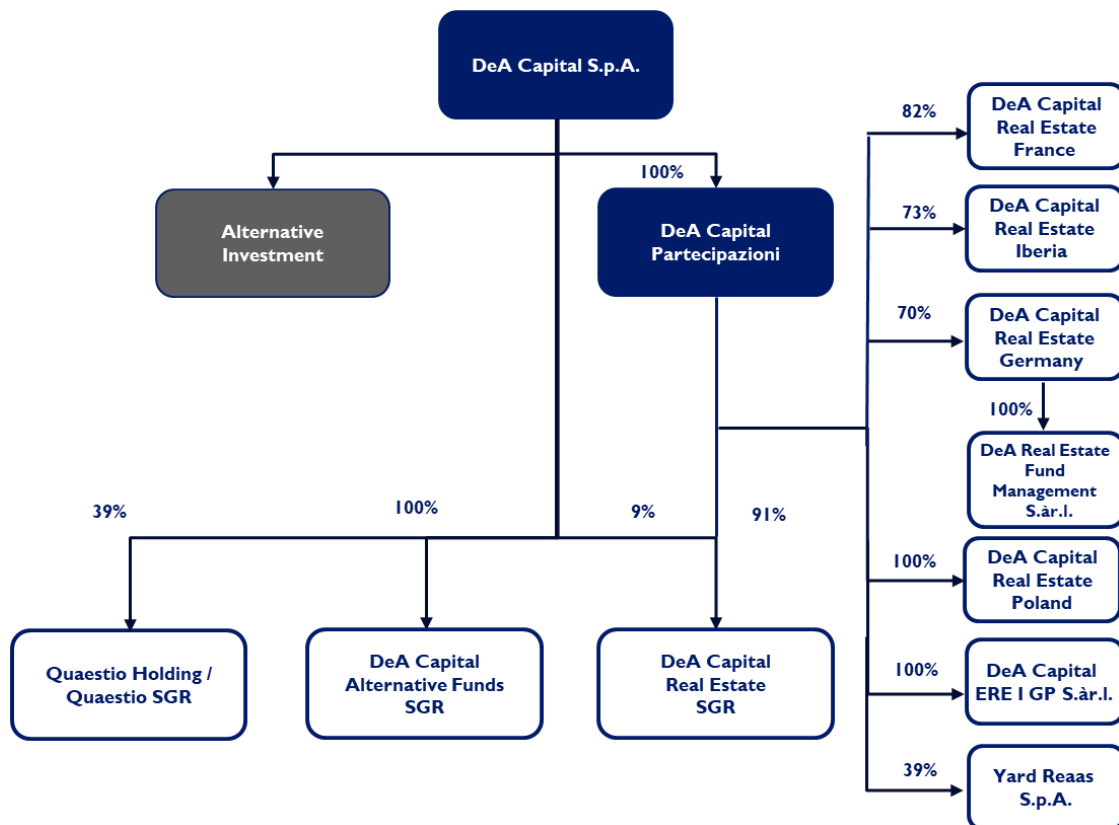 DeA Capital S.p.A.
100%
Alternative
Investment
DeA Capital
Partecipazioni
82%
DeA Capital
Real Estate
France
73%
DeA Capital
Real Estate
Iberia
70%
DeA Capital
Real Estate
Germany
100%
DeA Real Estate
Fund
Management
S.àr.l.
39%
100%
9%
91%
100%
DeA Capital
Real Estate
Poland
Quaestio Holding /
Quaestio SGR
DeA Capital
Alternative Funds
SGR
DeA Capital
Real Estate
SGR
100%
DeA Capital
ERE I GP S.àr.l.
39%
Yard Reaas
S.p.A.